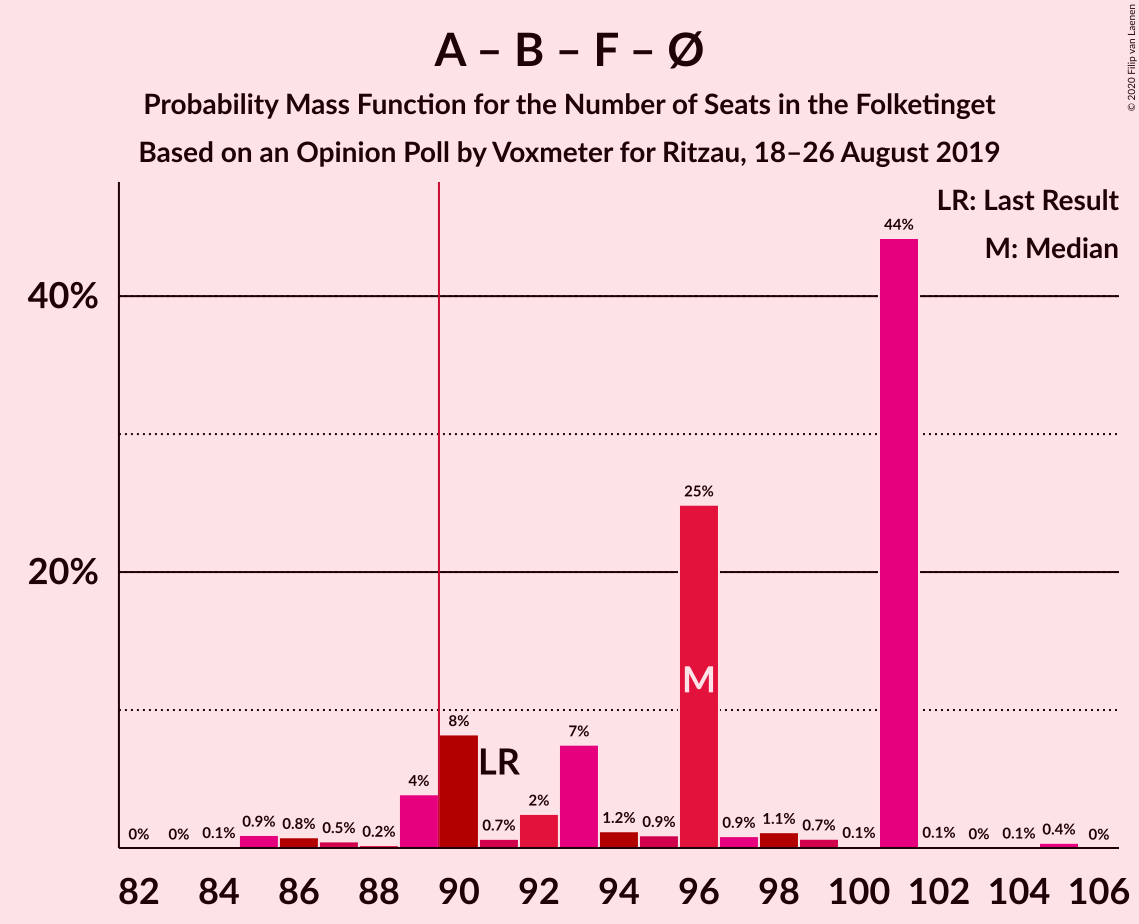 A – B – F – Ø
Probability Mass Function for the Number of Seats in the Folketinget
Based on an Opinion Poll by Voxmeter for Ritzau, 18–26 August 2019
© 2020 Filip van Laenen
LR: Last Result
M: Median
40%
20%
0% 0% 0.1% 0.9% 0.8% 0.5% 0.2% 4% 8% 0.7% 2% 7% 1.2% 0.9% 25% 0.9% 1.1% 0.7% 0.1% 44% 0.1% 0% 0.1% 0.4% 0%
LR
M
82 84 86 88 90 92 94 96 98 100 102 104 106